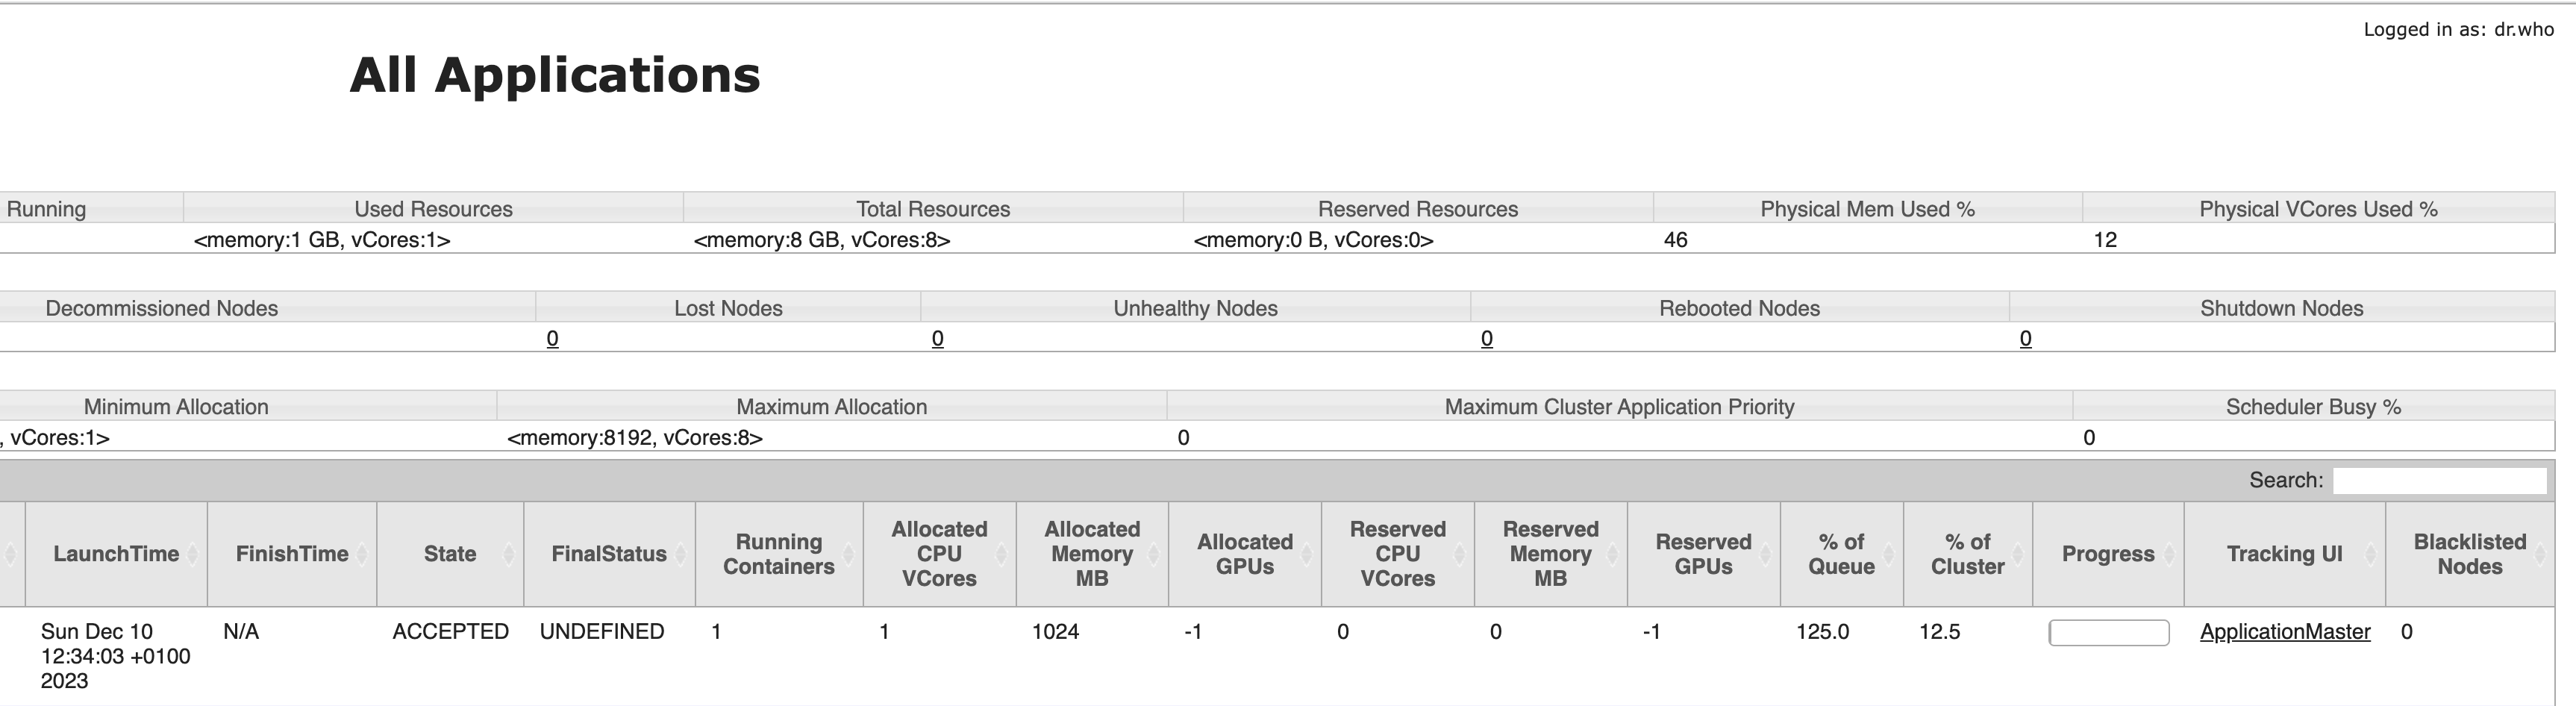 Logged in as: dr.who
All Applications
Running Used Resources Total Resources Reserved Resources Physical Mem Used % Physical VCores Used %
<memory:1 GB, vCores:1> <memory:8 GB, vCores:8> <memory:0 B, vCores:0> 46 12
Decommissioned Nodes Lost Nodes Unhealthy Nodes Rebooted Nodes Shutdown Nodes
0 0 0 0
Minimum Allocation Maximum Allocation Maximum Cluster Application Priority Scheduler Busy %
, vCores:1> <memory:8192, vCores:8> 0 0
Search:
LaunchTime FinishTime State FinalStatus Running Containers Allocated CPU VCores Allocated Memory MB Allocated GPUs Reserved CPU VCores Reserved Memory MB Reserved GPUs % of Queue % of Cluster Progress Tracking UI Blacklisted Nodes
Sun Dec 10 N/A ACCEPTED UNDEFINED 1 1 1024 -1 0 0 -1 125.0 12.5 ApplicationMaster 0
12:34:03 +0100
2023